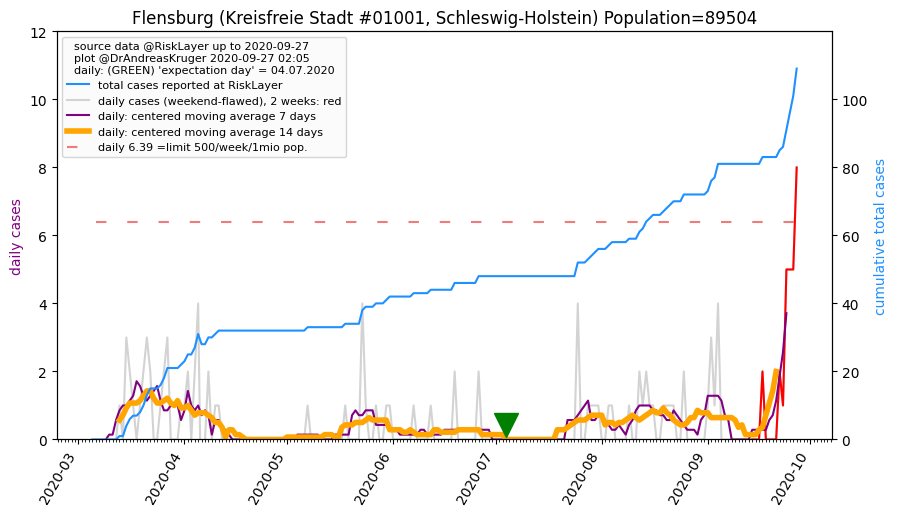 Flensburg (Kreisfreie Stadt #01001, Schleswig-Holstein) Population=89504
source data @RiskLayer up to 2020-09-27
plot @DrAndreasKruger 2020-09-27 02:05
daily: (GREEN) 'expectation day' = 04.07.2020
total cases reported at RiskLayer
daily cases (weekend-flawed), 2 weeks: red
daily: centered moving average 7 days
daily: centered moving average 14 days
daily 6.39 =limit 500/week/1mio pop.
daily cases
12
10
8
6
4
2
0
100
80
60
40
20
0
cumulative total cases
2020-03
2020-04
2020-05
2020-06
2020-07
2020-08
2020-09
2020-10